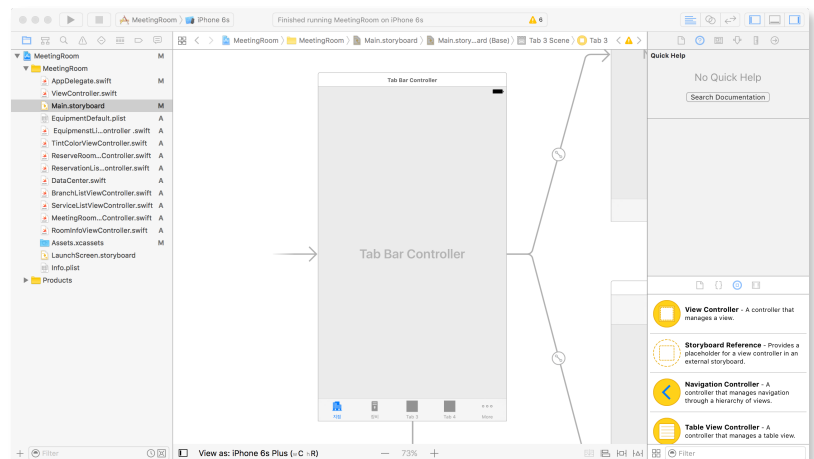 MeetingRoom
iPhone 6s
Finished running MeetingRoom on iPhone 6s
6
MeetingRoom
MeetingRoom
Main.storyboard
Main.story...ard (Base)
Tab 3 Scene
Tab 3
MeetingRoom M
MeetingRoom
AppDelegate.swift M
ViewController.swift
Main.storyboard M
EquipmentDefault.plist A
EquipmenstLi...ontroller .swift A
TintColorViewController.swift A
ReserveRoom...Controller.swift A
ReservationLis...ontroller.swift A
DataCenter.swift A
BranchListViewController.swift A
ServiceListViewController.swift A
MeetingRoom...Controller.swift A
RoomInfoViewController.swift A
Assets.xcassets M
LaunchScreen.storyboard
Info.plist
Products
Filter
Tab Bar Controller
Tab Bar Controller
Tab 3
Tab 4
More
View as: iPhone 6s Plus (wC hR)
73%
Quick Help
No Quick Help
Search Documentation
View Controller - A controller that
manages a view.
Storyboard Reference - Provides a
placeholder for a view controller in an
external storyboard.
Navigation Controller - A
controller that manages navigation
through a hierarchy of views.
Table View Controller - A
controller that manages a table view.
Filter